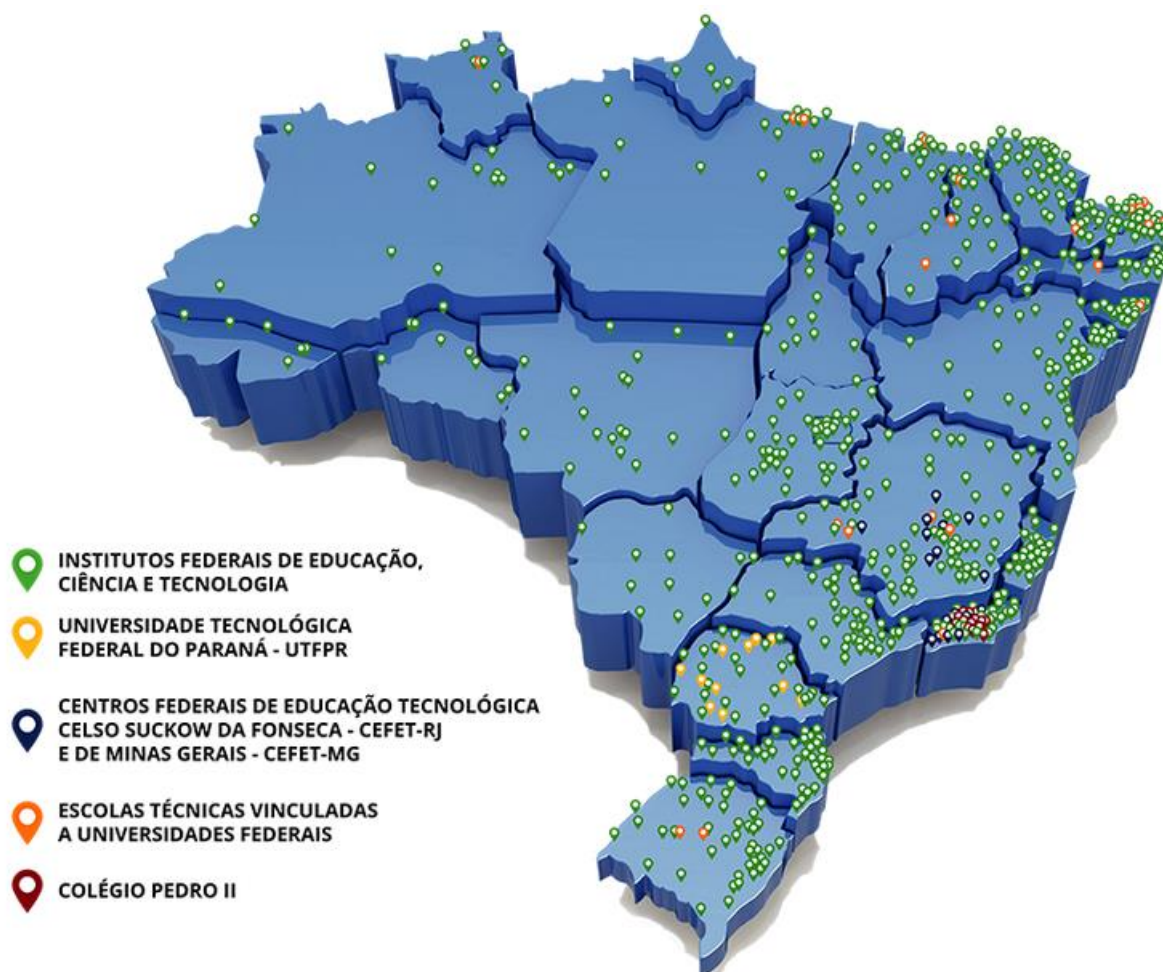 INSTITUTOS FEDERAIS DE EDUCAÇÃO,
CIÊNCIA E TECNOLOGIA
UNIVERSIDADE TECNOLÓGICA
FEDERAL DO PARANÁ - UTFPR
CENTROS FEDERAIS DE EDUCAÇÃO TECNOLÓGICA
CELSO SUCKOW DA FONSECA - CEFET-RJ
E DE MINAS GERAIS - CEFET-MG
ESCOLAS TÉCNICAS VINCULADAS
A UNIVERSIDADES FEDERAIS
COLÉGIO PEDRO II